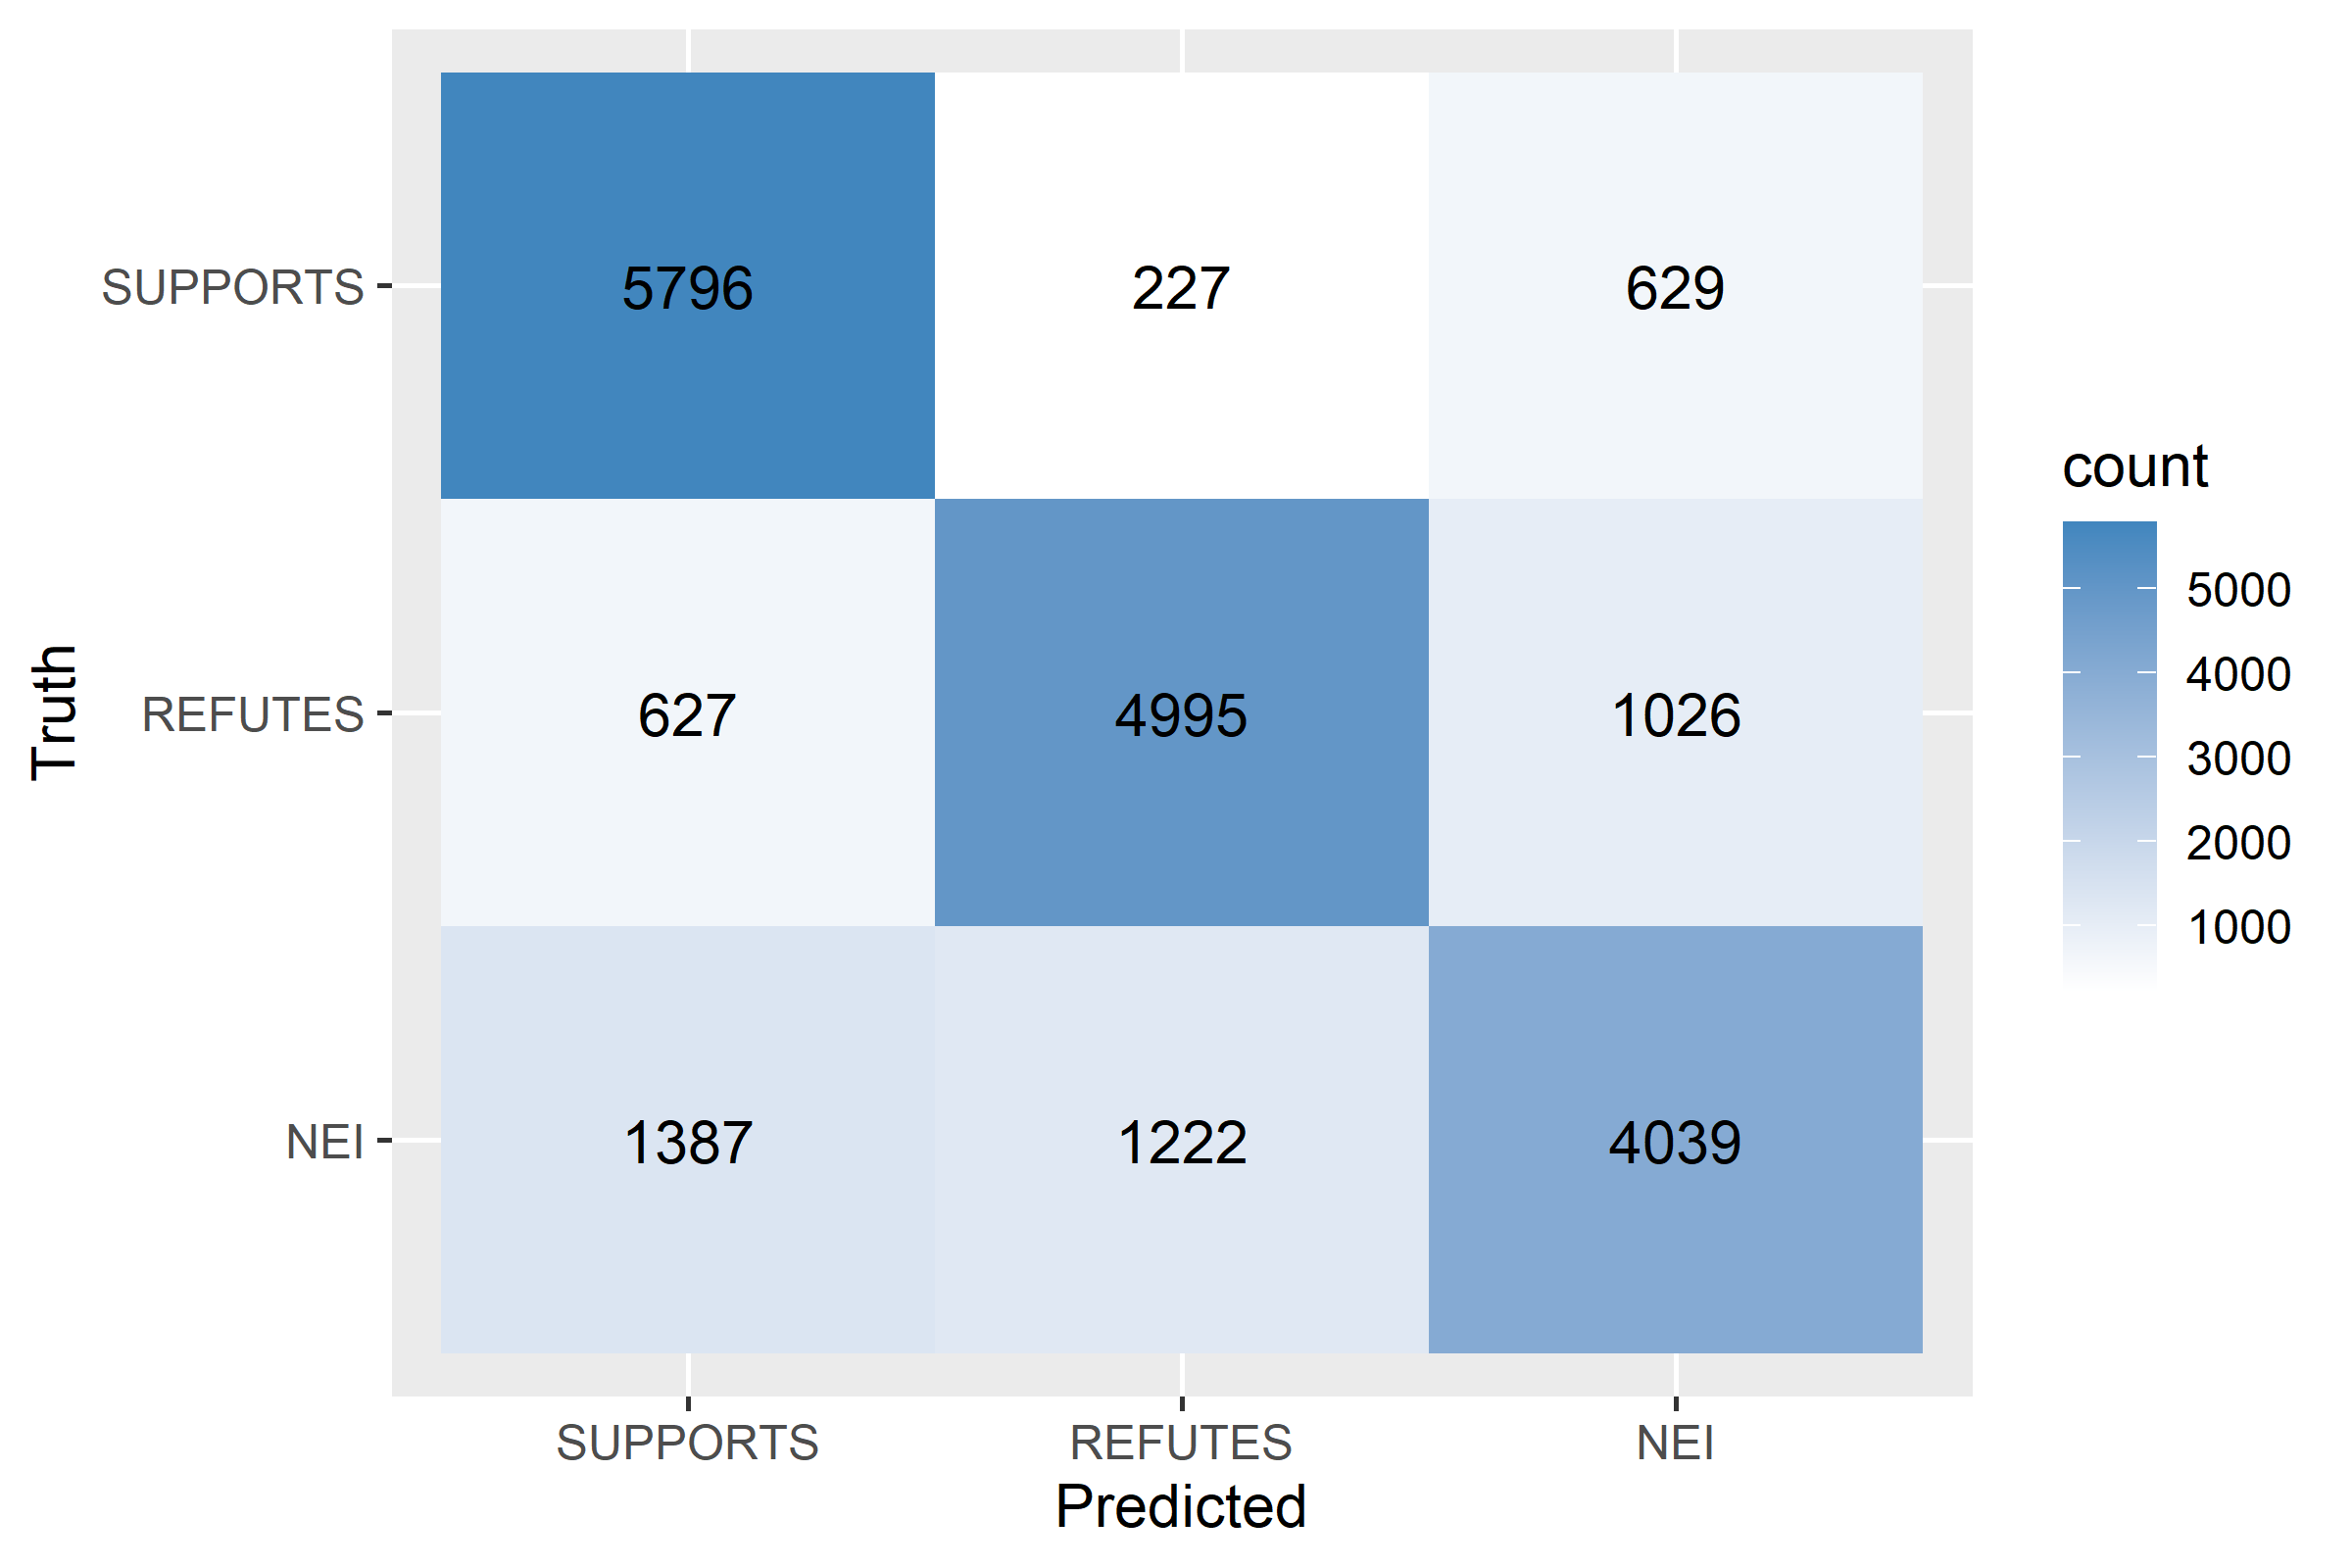 SUPPORTS 5796 227 629
REFUTES 627 4995 1026
NEI 1387 1222 4039
SUPPORTS REFUTES NEI
Predicted
Truth
count
5000
4000
3000
2000
1000